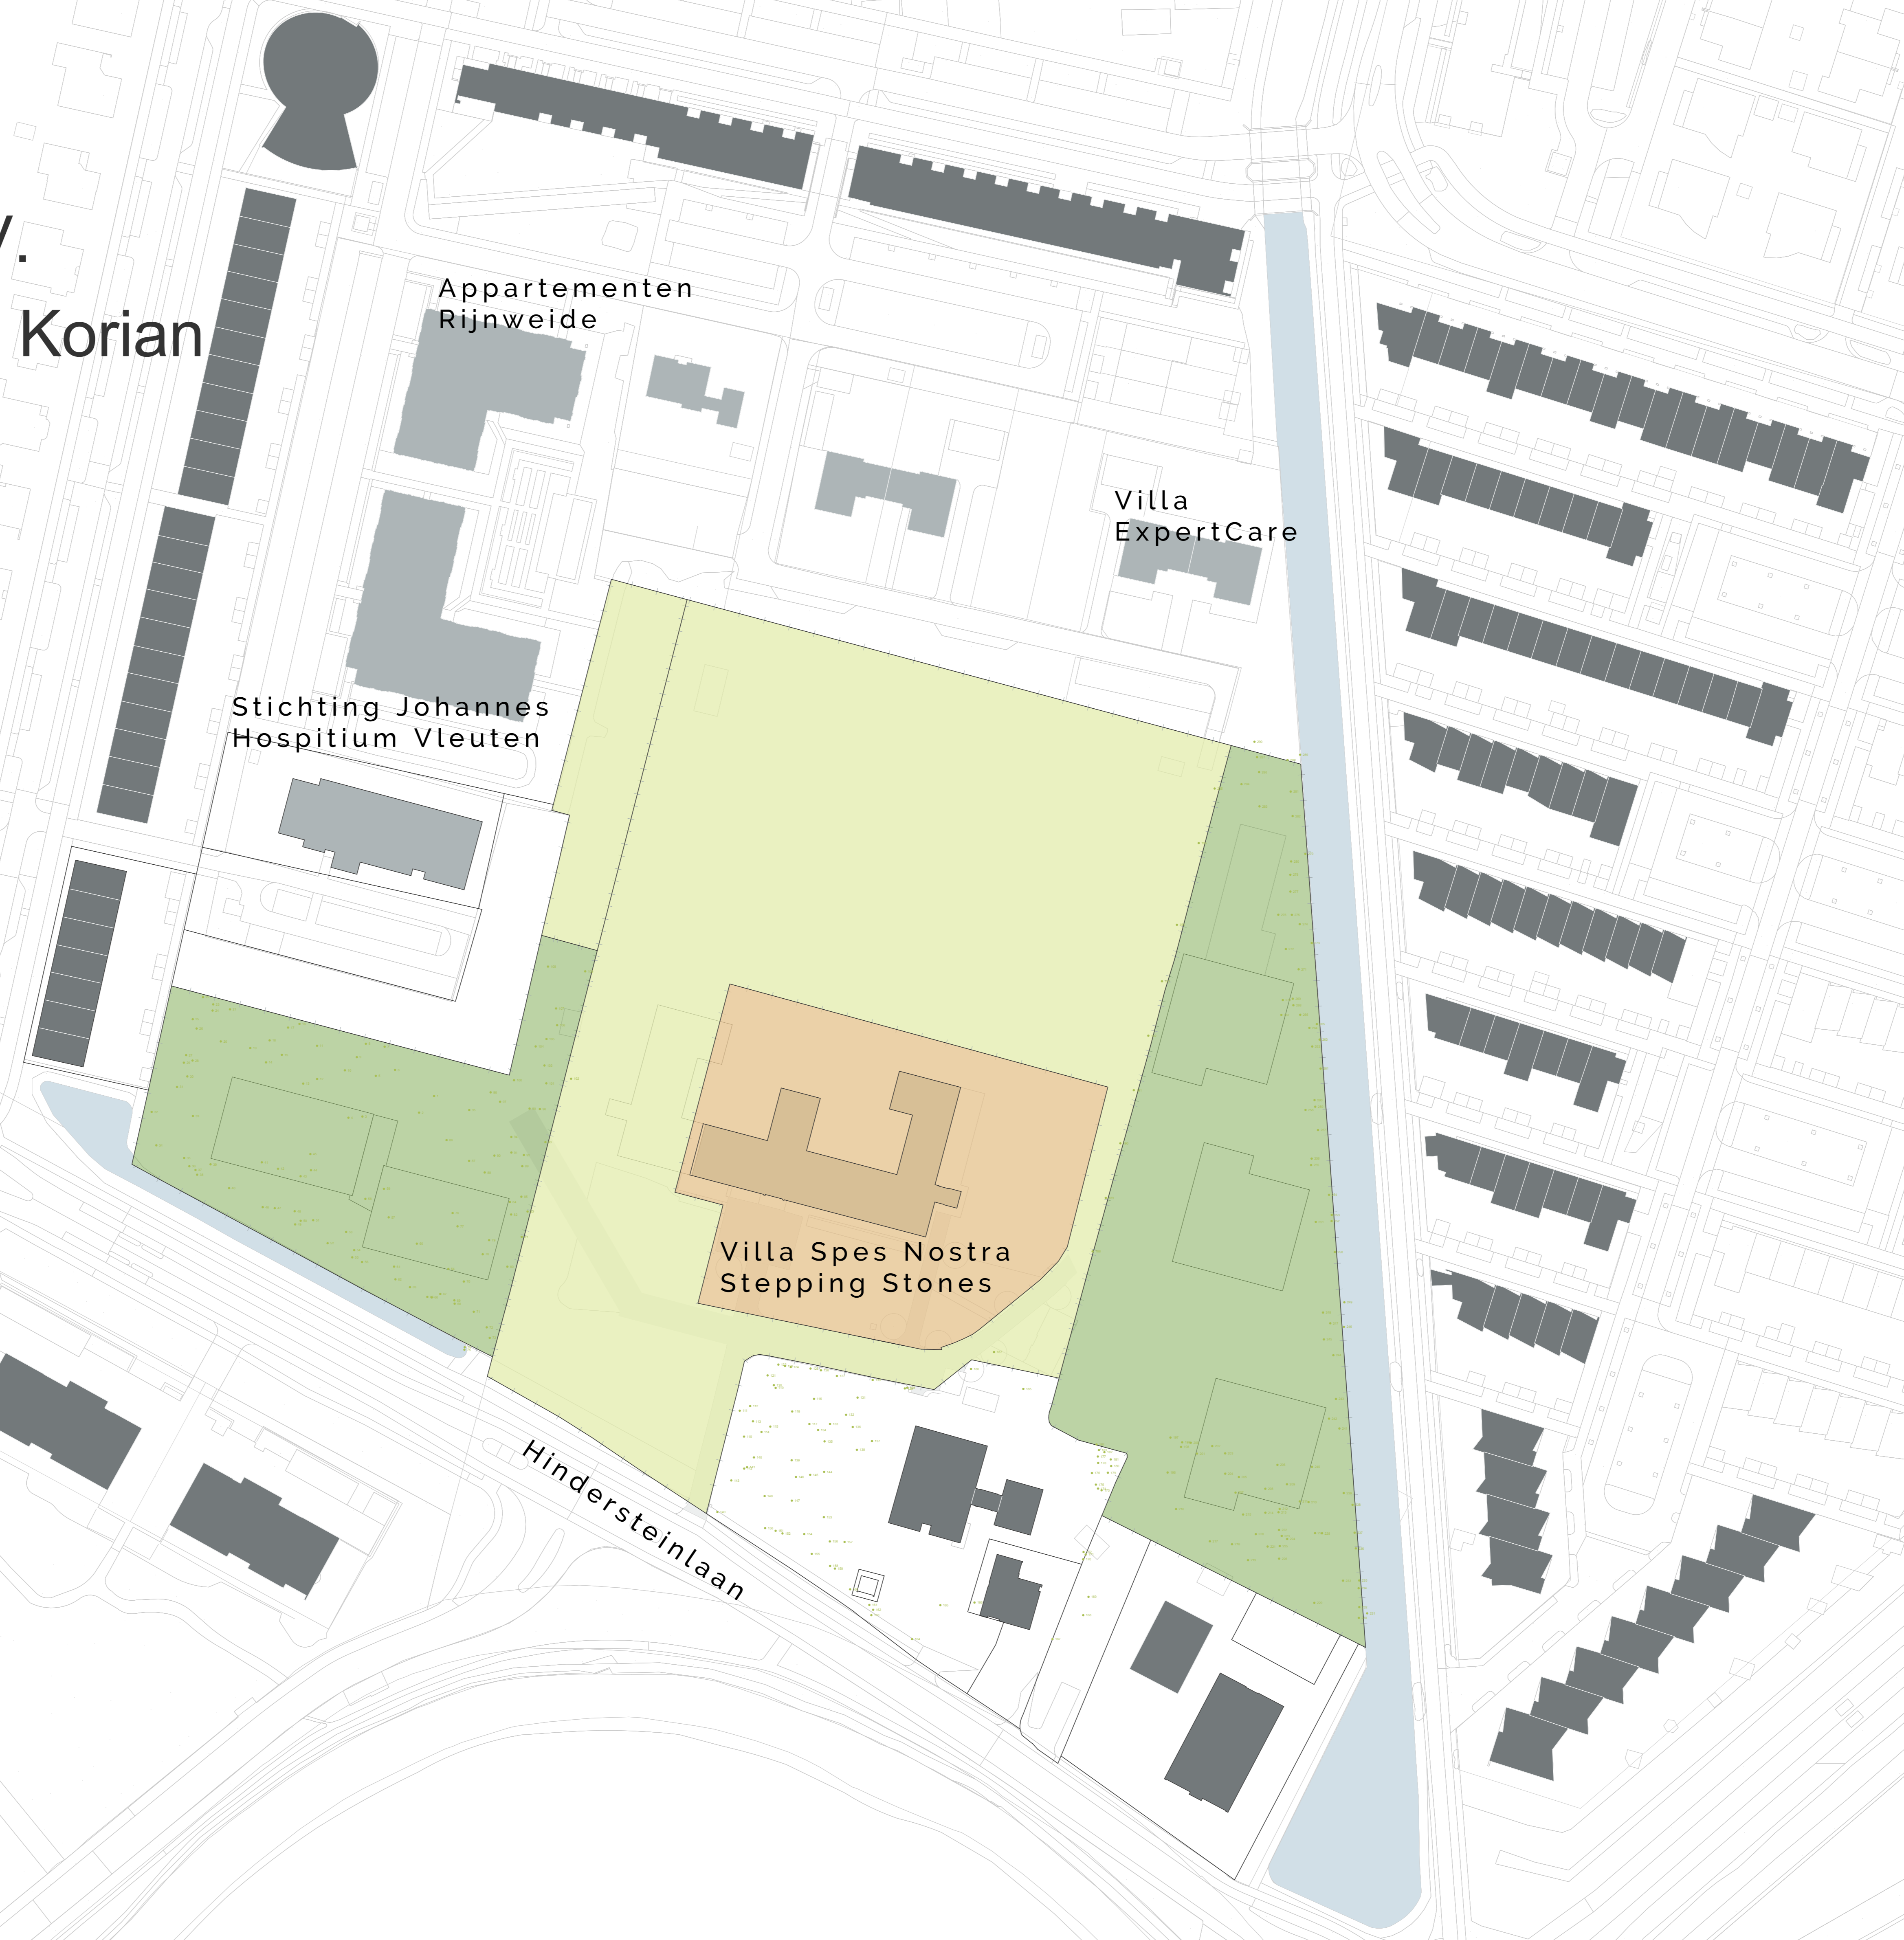 v.
Korian
Appartementen
Rijnweide
Villa
ExpertCare
Stichting Johannes
Hospitium Vleuten
Villa Spes Nostra
Stepping Stones
Hindersteinlaan